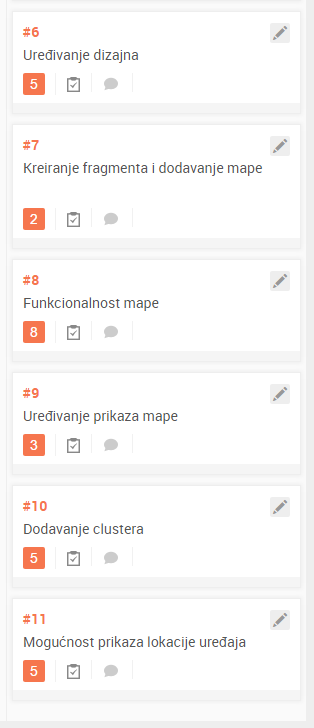 #6
Uređivanje dizajna
5
#7
Kreiranje fragmenta i dodavanje mape
2
#8
Funkcionalnost mape
8
#9
Uređivanje prikaza mape
3
#10
Dodavanje clustera
5
#11
Mogućnost prikaza lokacije uređaja
5